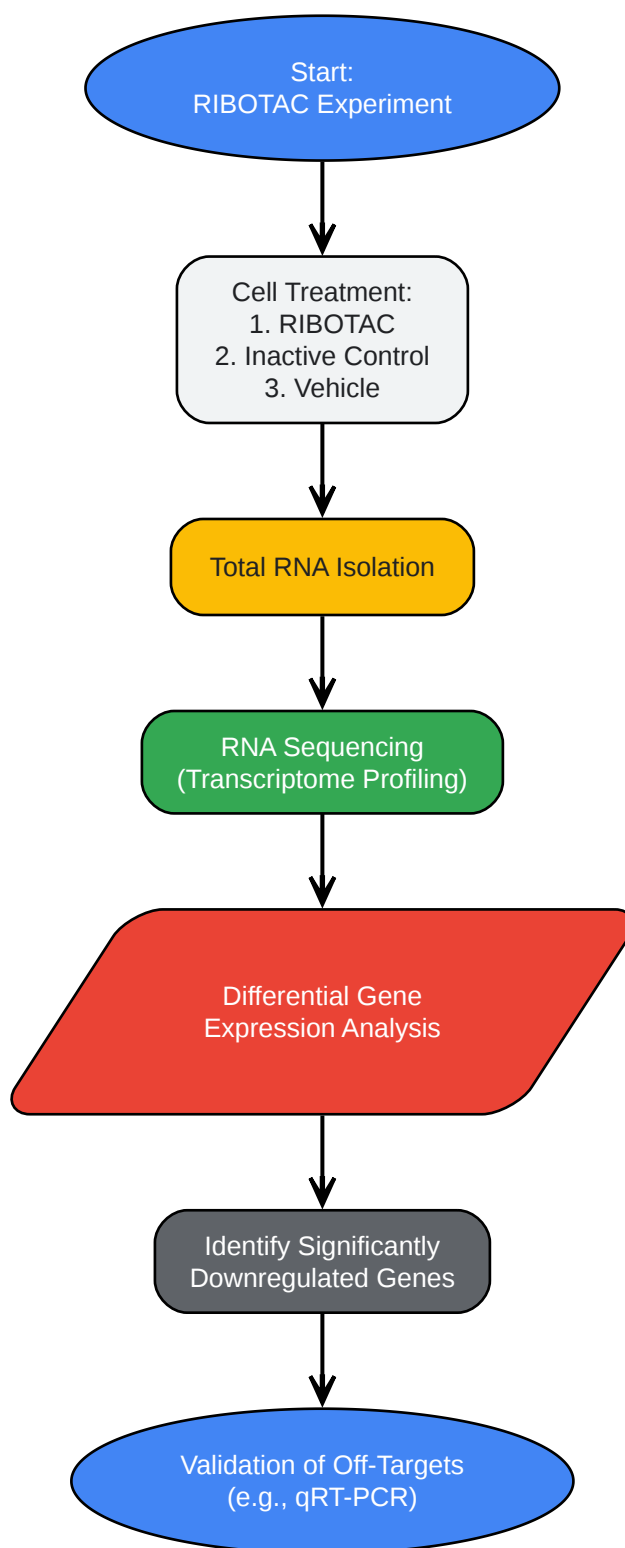 Start:
RIBOTAC Experiment
Cell Treatment:
1. RIBOTAC
2. Inactive Control
3. Vehicle
Total RNA Isolation
RNA Sequencing
(Transcriptome Profiling)
Differential Gene
Expression Analysis
Identify Significantly
Downregulated Genes
Validation of Off-Targets
(e.g., qRT-PCR)